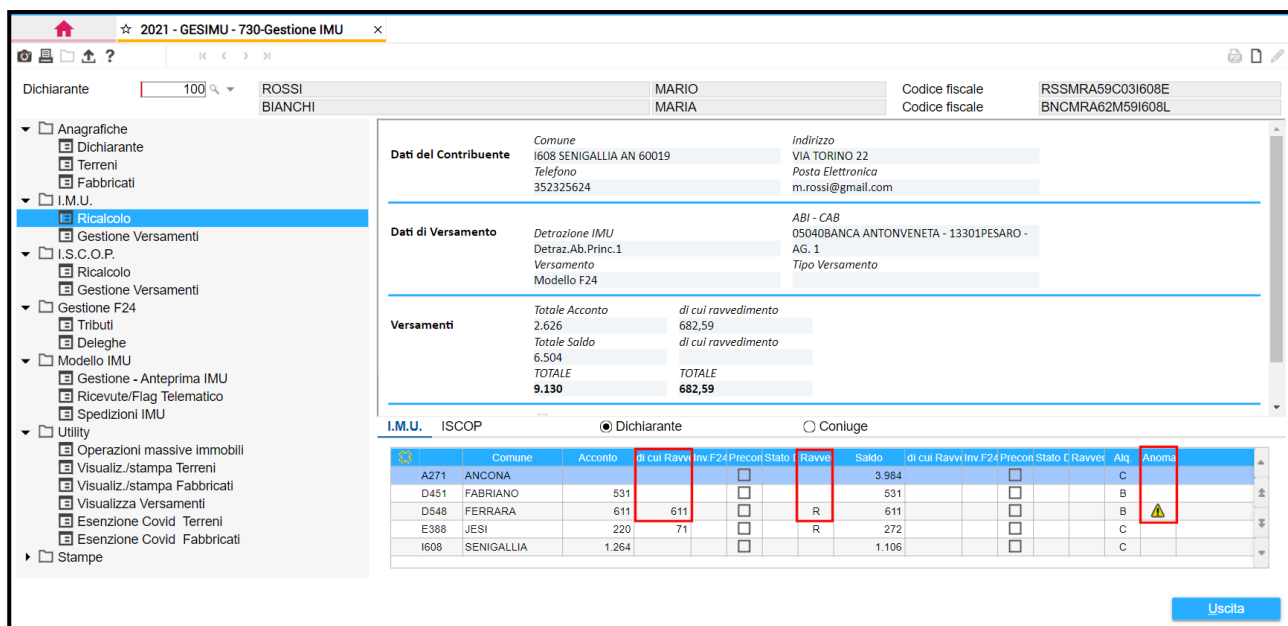 ☆ 2021 - GESIMU - 730-Gestione IMU ×
?
Dichiarante 100 ROSSI MARIO Codice fiscale RSSMRA59C03I608E
BIANCHI MARIA Codice fiscale BNCMRA62M59I608L
Anagrafiche
Dichiarante
Terreni
Fabbricati
I.M.U.
Ricalcolo
Gestione Versamenti
I.S.C.O.P.
Ricalcolo
Gestione Versamenti
Gestione F24
Tributi
Deleghe
Modello IMU
Gestione - Anteprima IMU
Ricevute/Flag Telematico
Spedizioni IMU
Utility
Operazioni massive immobili
Visualiz./stampa Terreni
Visualiz./stampa Fabbricati
Visualizza Versamenti
Esenzione Covid Terreni
Esenzione Covid Fabbricati
Stampe
Comune indirizzo
Dati del Contribuente I608 SENIGALLIA AN 60019 VIA TORINO 22
Telefono Posta Elettronica
352325624 m.rossi@gmail.com
ABI - CAB
Dati di Versamento Detrazione IMU 05040BANCA ANTONVENETA - 13301PESARO -
Detraz.Ab.Princ.1 AG. 1
Versamento Tipo Versamento
Modello F24
Totale Acconto di cui ravvedimento
Versamenti 2.626 682,59
Totale Saldo di cui ravvedimento
6.504
TOTALE TOTALE
9.130 682,59
I.M.U. ISCOP Dichiarante Coniuge
Comune Acconto di cui Ravv Inv.F24 Precon Stato D Ravve Saldo di cui Ravv Inv.F24 Precon Stato D Ravve Alq. Anoma
A271 ANCONA 3.984 C
D451 FABRIANO 531 531 B
D548 FERRARA 611 611 R 611 B
E388 JESI 220 71 R 272 C
I608 SENIGALLIA 1.264 1.106 C
Uscita